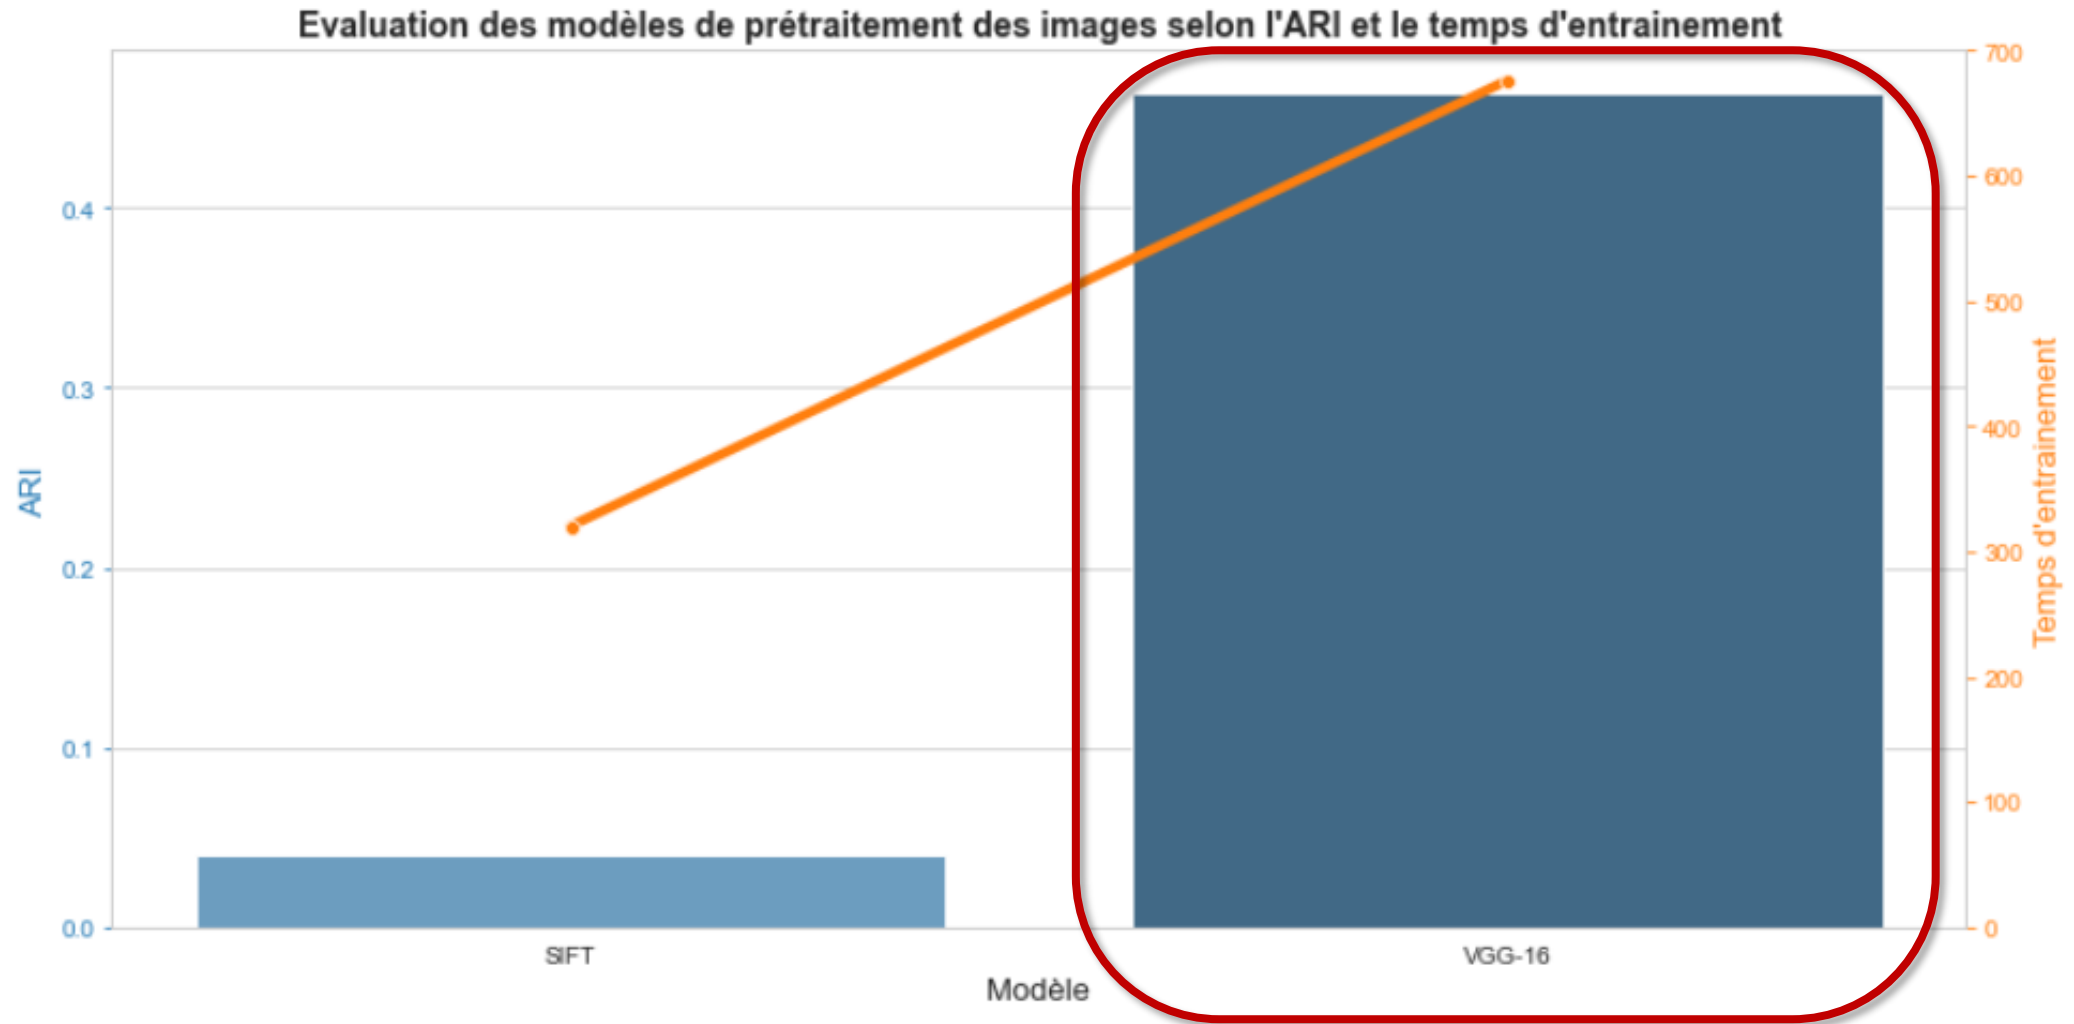 Evaluation des modèles de prétraitement des images selon l'ARI et le temps d'entrainement
ARI
0.4
0.3
0.2
0.1
0.0
SIFT
VGG-16
Modèle
700
600
500
400
300
200
100
0
Temps d'entrainement